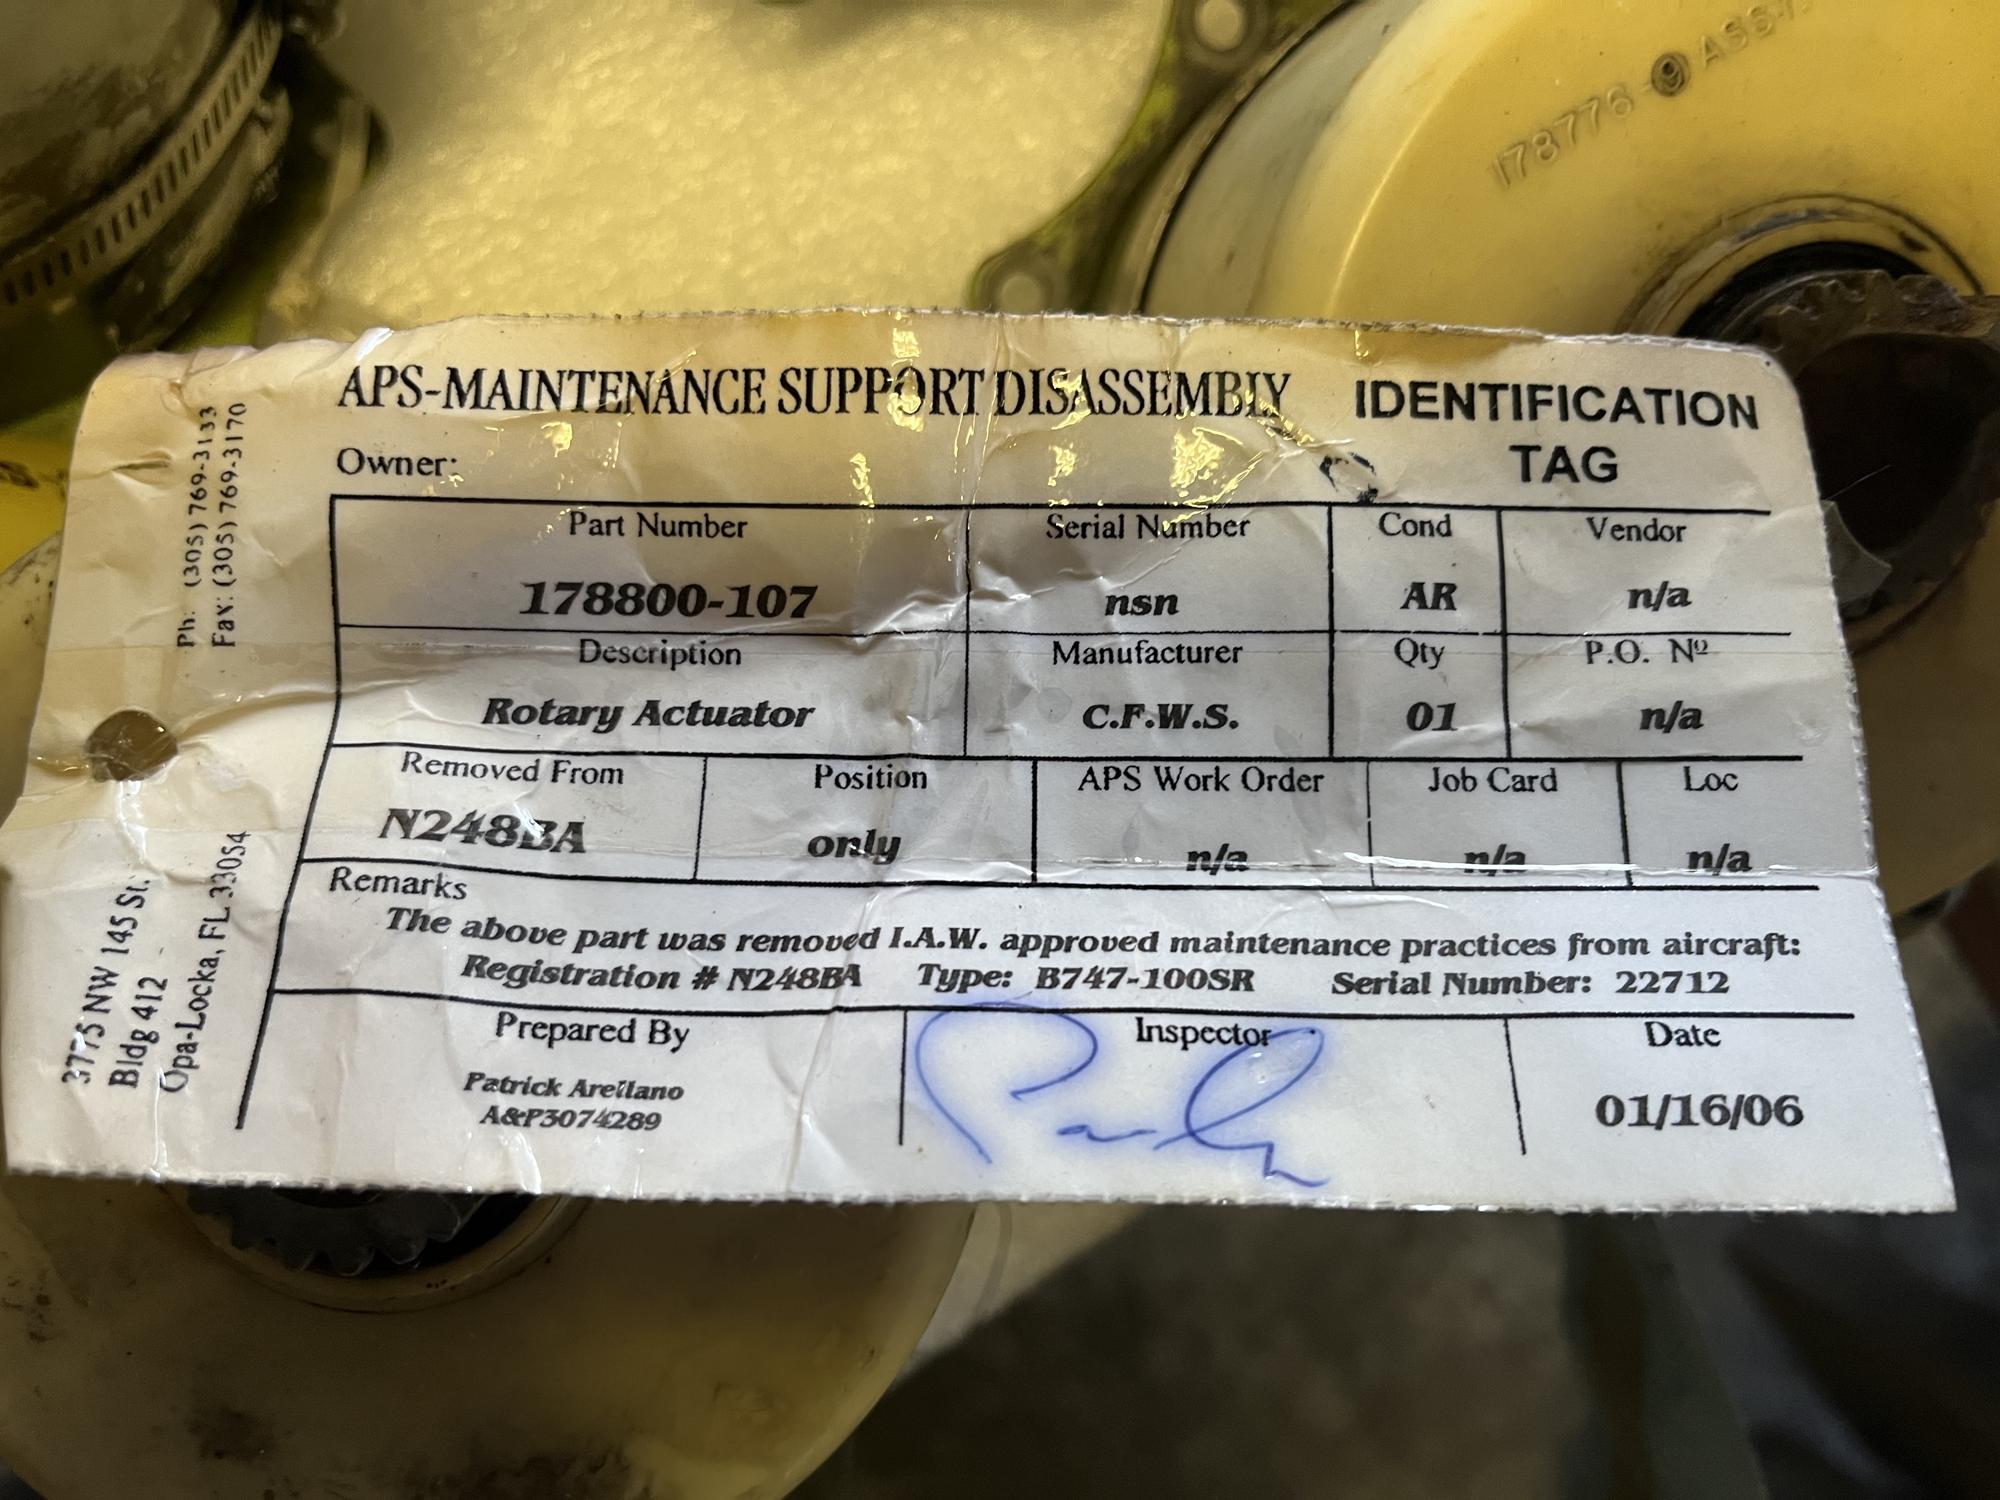 178776-9 ASSY
APS-MAINTENANCE SUPPORT DISASSEMBLY
IDENTIFICATION
TAG
Owner:
Ph: (305) 769-3133
Fax: (305) 769-3170
3775 NW 145 St.
Bldg 412
Opa-Locka, FL 33054
Part Number Serial Number Cond Vendor
178800-107 nsn AR n/a
Description Manufacturer Qty P.O. Nº
Rotary Actuator C.F.W.S. 01 n/a
Removed From Position APS Work Order Job Card Loc
N248BA only n/a n/a n/a
Remarks
The above part was removed I.A.W. approved maintenance practices from aircraft:
Registration # N248BA Type: B747-100SR Serial Number: 22712
Prepared By Inspector Date
Patrick Arellano
A&P3074289
01/16/06